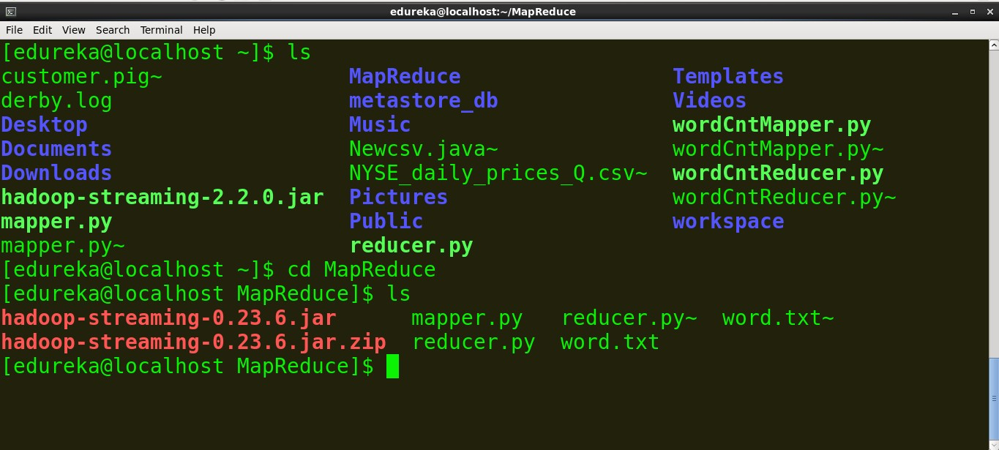 edureka@localhost:~/MapReduce
File Edit View Search Terminal Help
[edureka@localhost ~]$ ls
customer.pig~ MapReduce Templates
derby.log metastore_db Videos
Desktop Music wordCntMapper.py
Documents Newcsv.java~ wordCntMapper.py~
Downloads NYSE_daily_prices_Q.csv~ wordCntReducer.py
hadoop-streaming-2.2.0.jar Pictures wordCntReducer.py~
mapper.py Public workspace
mapper.py~ reducer.py
[edureka@localhost ~]$ cd MapReduce
[edureka@localhost MapReduce]$ ls
hadoop-streaming-0.23.6.jar mapper.py reducer.py~ word.txt~
hadoop-streaming-0.23.6.jar.zip reducer.py word.txt
[edureka@localhost MapReduce]$